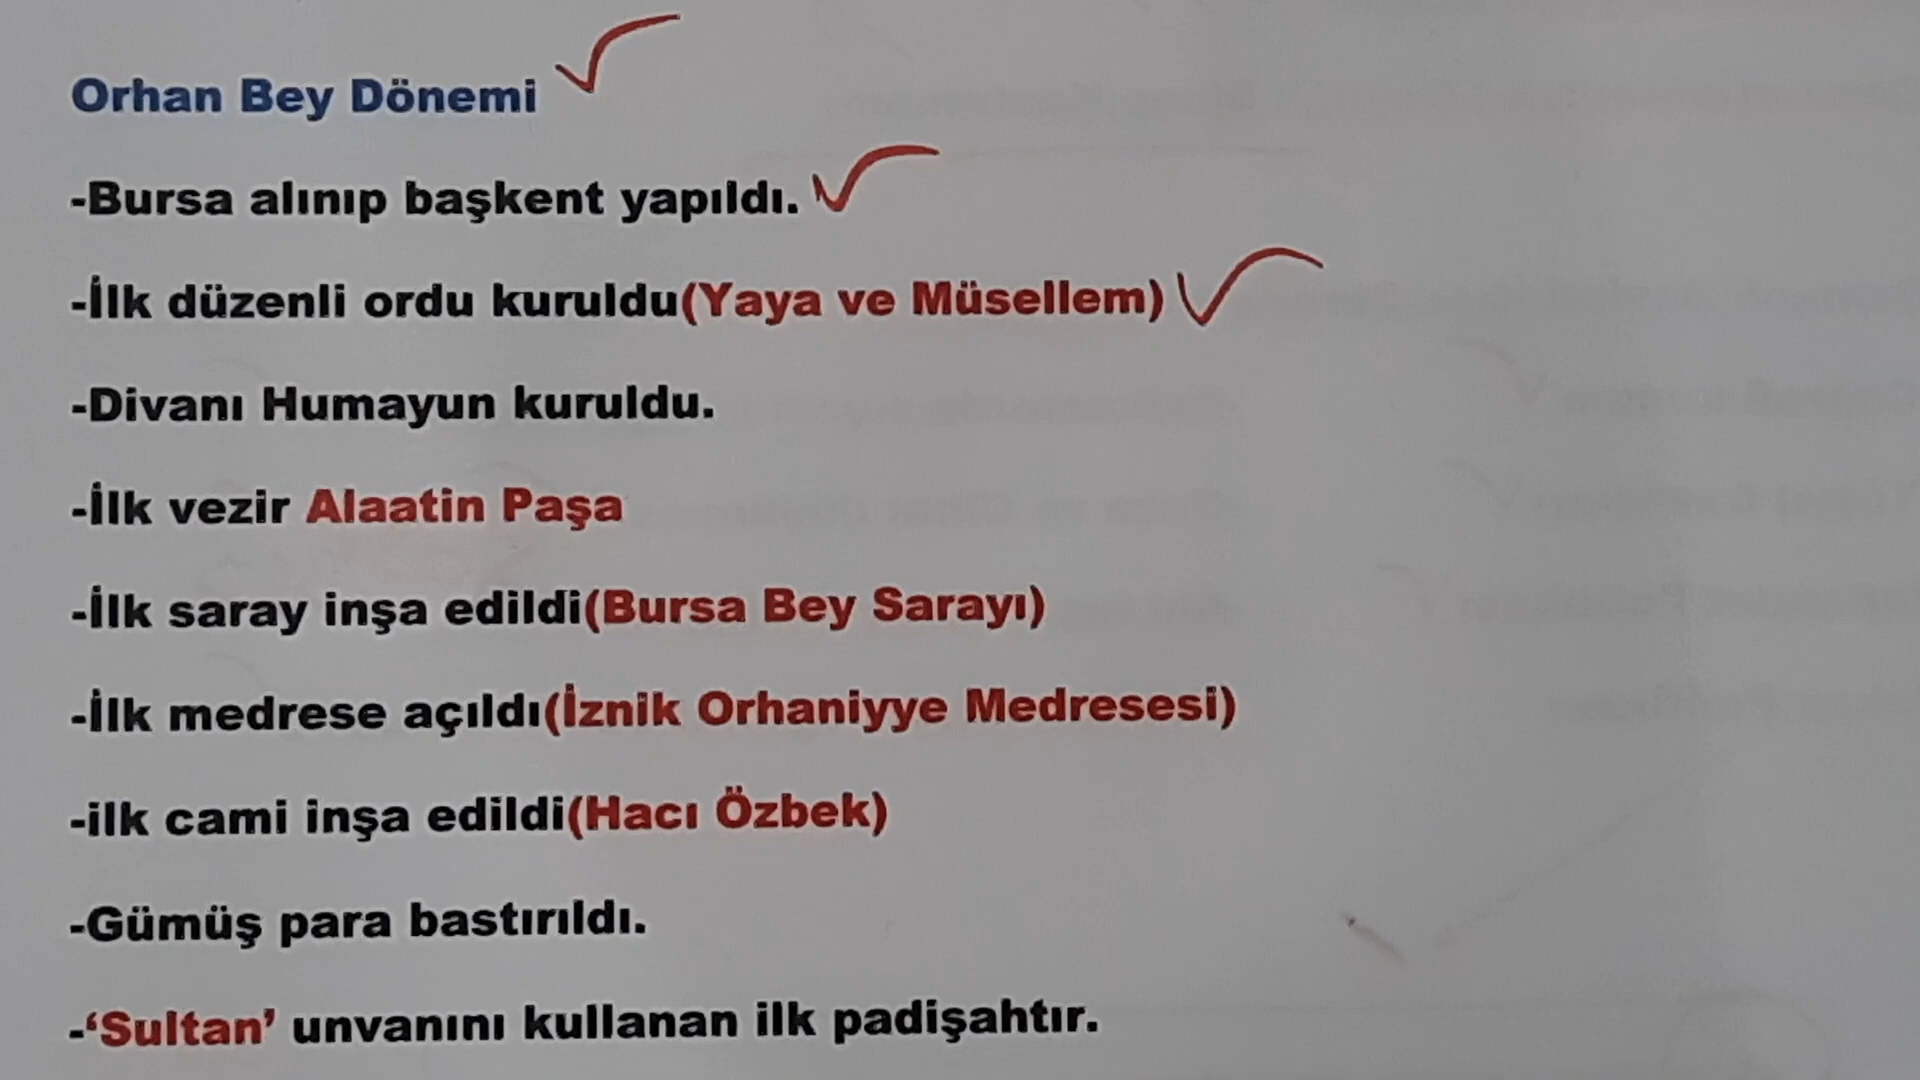 Orhan Bey Dönemi
-Bursa alınıp başkent yapıldı.
-İlk düzenli ordu kuruldu(Yaya ve Müsellem)
-Divanı Humayun kuruldu.
-İlk vezir Alaatin Paşa
-İlk saray inşa edildi(Bursa Bey Sarayı)
-İlk medrese açıldı(İznik Orhaniyye Medresesi)
-ilk cami inşa edildi(Hacı Özbek)
-Gümüş para bastırıldı.
-‘Sultan’ unvanını kullanan ilk padişahtır.